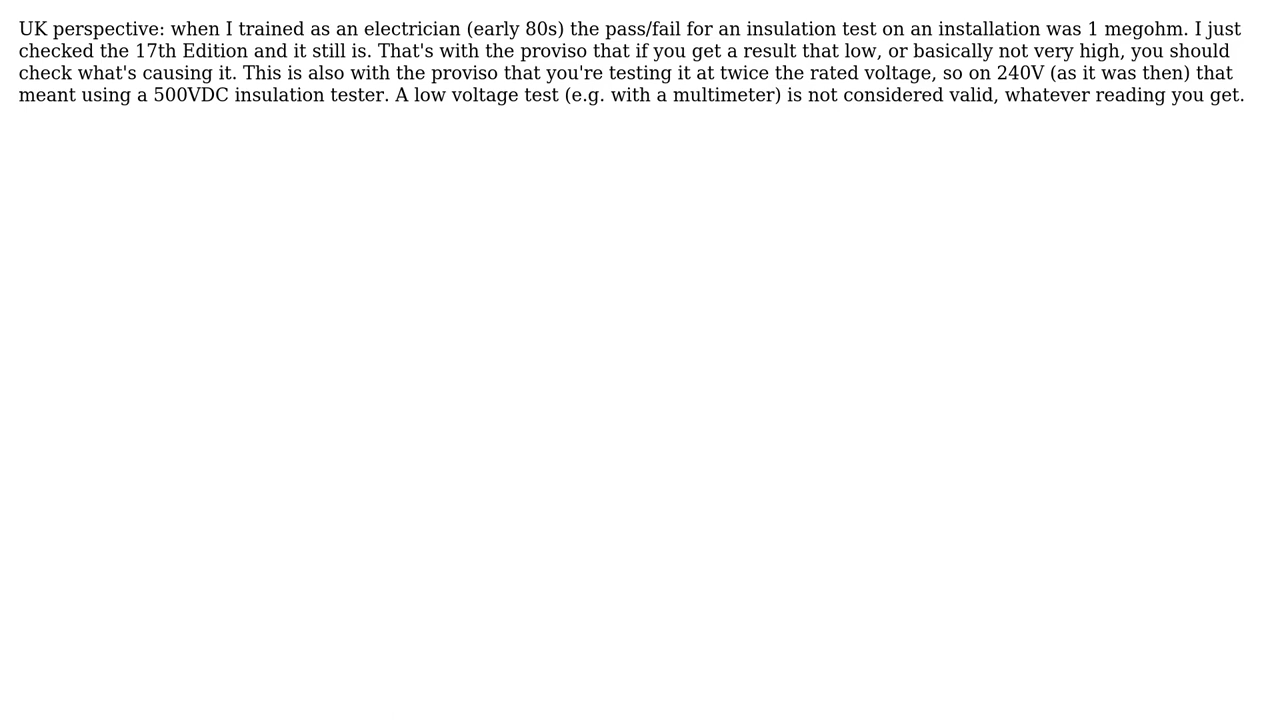 UK perspective: when I trained as an electrician (early 80s) the pass/fail for an insulation test on an installation was 1 megohm. I just
checked the 17th Edition and it still is. That's with the proviso that if you get a result that low, or basically not very high, you should
check what's causing it. This is also with the proviso that you're testing it at twice the rated voltage, so on 240V (as it was then) that
meant using a 500VDC insulation tester. A low voltage test (e.g. with a multimeter) is not considered valid, whatever reading you get.